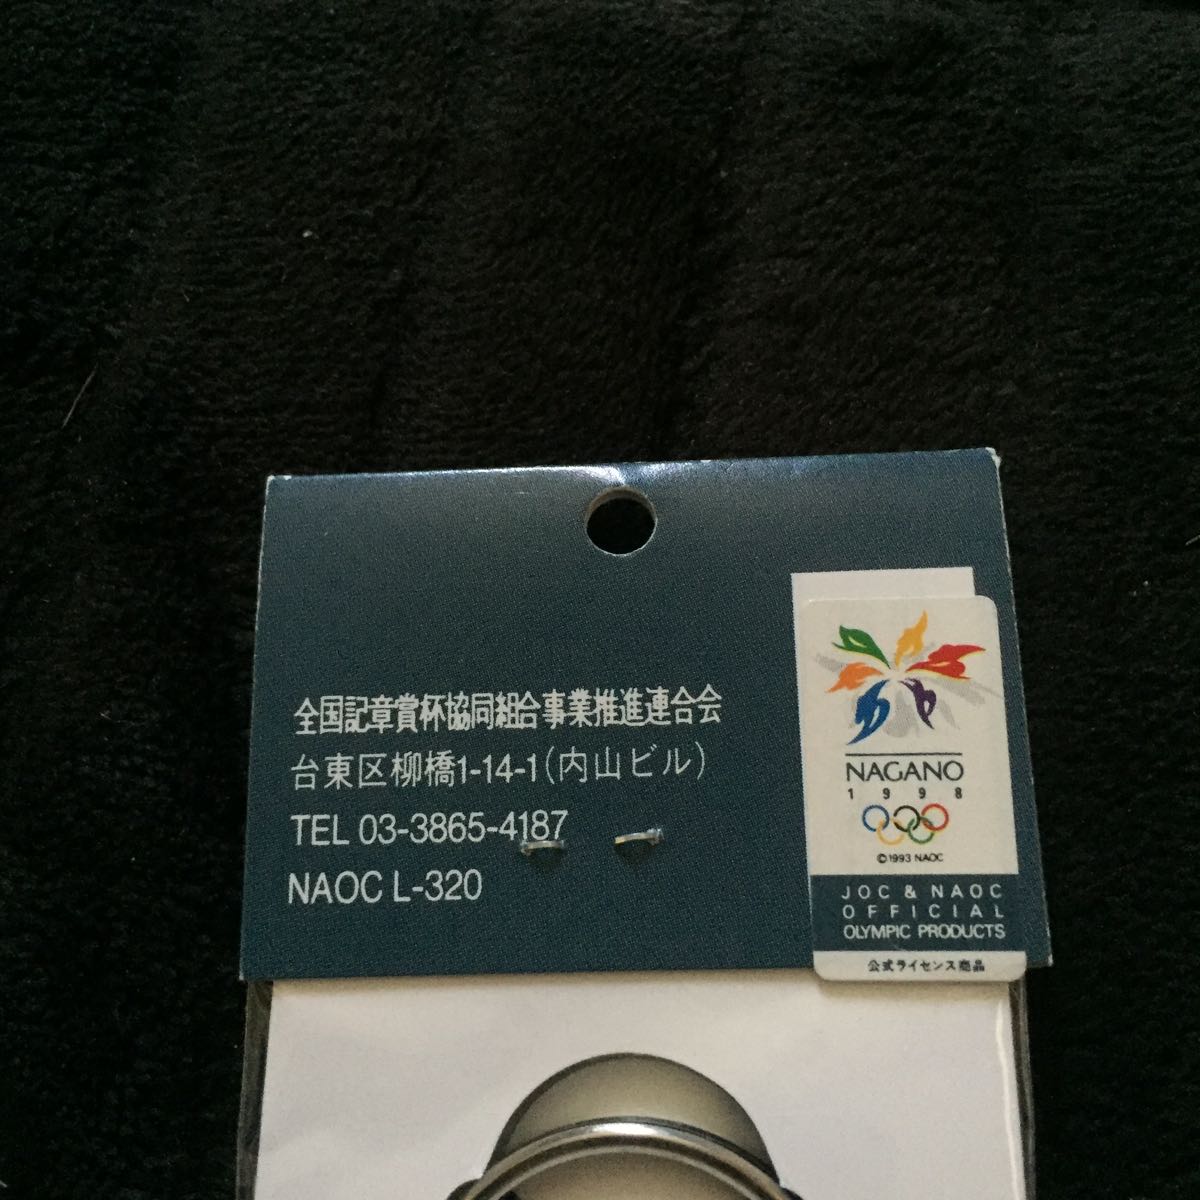 全国記章賞杯協同組合事業推進連合会
台東区柳橋1-14-1(内山ビル)
TEL 03-3865-4187
NAOC L-320
NAGANO
1998
©1993 NAOC
JOC & NAOC
OFFICIAL
OLYMPIC PRODUCTS
公式ライセンス商品